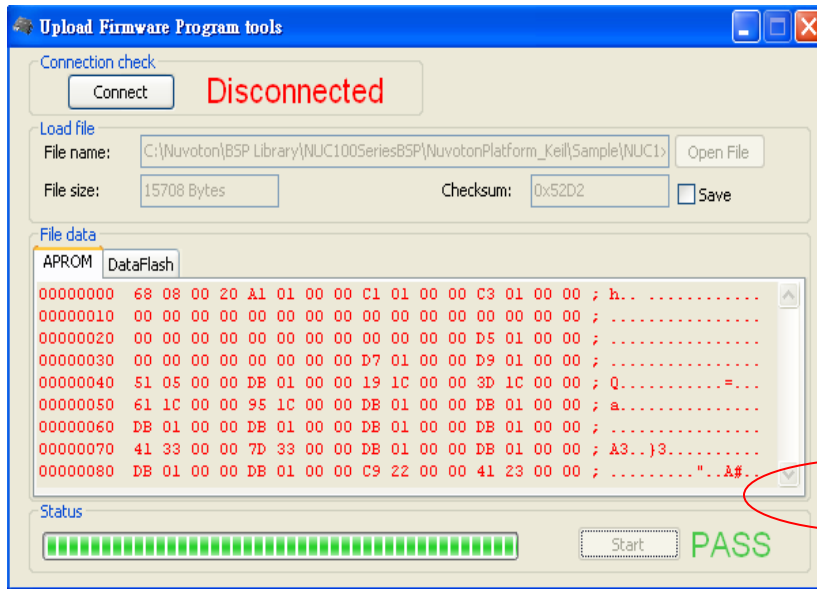 Upload Firmware Program tools
Connection check
Connect Disconnected
Load file
File name: C:\Nuvoton\BSP Library\NUC100SeriesBSP\NuvotonPlatform_Keil\Sample\NUC1x Open File
File size: 15708 Bytes Checksum: 0x52D2 Save
File data
APROM DataFlash
00000000 68 08 00 20 A1 01 00 00 C1 01 00 00 C3 01 00 00 ; h.. ............
00000010 00 00 00 00 00 00 00 00 00 00 00 00 00 00 00 00 ; ................
00000020 00 00 00 00 00 00 00 00 00 00 00 00 D5 01 00 00 ; ................
00000030 00 00 00 00 00 00 00 00 D7 01 00 00 D9 01 00 00 ; ................
00000040 51 05 00 00 DB 01 00 00 19 1C 00 00 3D 1C 00 00 ; Q...........=...
00000050 61 1C 00 00 95 1C 00 00 DB 01 00 00 DB 01 00 00 ; a...............
00000060 DB 01 00 00 DB 01 00 00 DB 01 00 00 DB 01 00 00 ; ................
00000070 41 33 00 00 7D 33 00 00 DB 01 00 00 DB 01 00 00 ; A3..}3..........
00000080 DB 01 00 00 DB 01 00 00 C9 22 00 00 41 23 00 00 ; ........."..A#..
Status
Start PASS